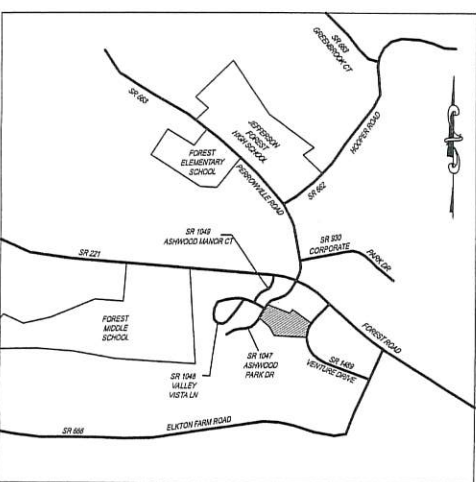 SR 663
GREENBROOK CT
SR 663
JEFFERSON
FOREST
HIGH SCHOOL
HOOPER ROAD
FOREST
ELEMENTARY
SCHOOL
PERROWVILLE ROAD
SR 662
SR 1049
ASHWOOD MANOR CT
SR 930
CORPORATE
PARK DR
SR 221
FOREST
MIDDLE
SCHOOL
FOREST ROAD
SR 1489
VENTURE DRIVE
SR 1048
VALLEY
VISTA LN
SR 1047
ASHWOOD
PARK DR
SR 666
ELKTON FARM ROAD